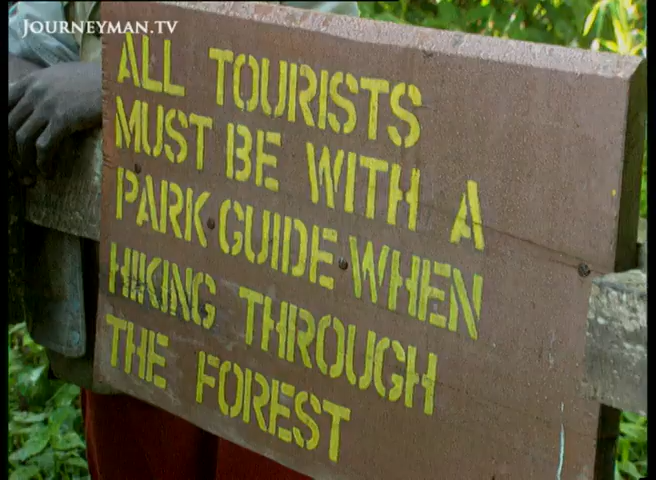 JOURNEYMAN.TV
ALL TOURISTS
MUST BE WITH A
PARK GUIDE WHEN
HIKING THROUGH
THE FOREST